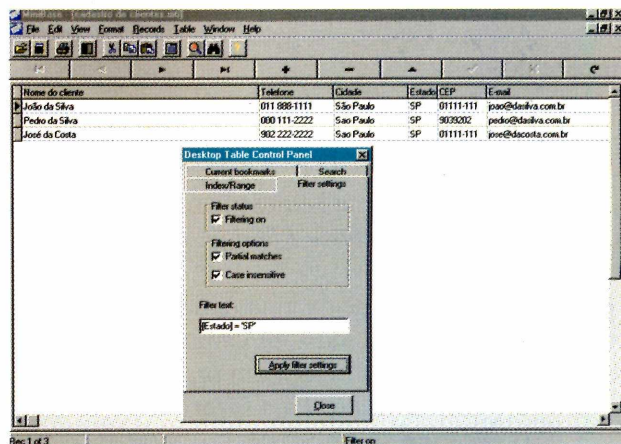 MiniBase - [cadastro de clientes.mb]
File Edit View Format Records Table Window Help
Nome do cliente Telefone Cidade Estado CEP E-mail
João da Silva 011 888-1111 São Paulo SP 01111-111 joao@dasilva.com.br
Pedro da Silva 000 111-2222 Sao Paulo SP 9039202 pedro@dasilva.com.br
José da Costa 902 222-2222 Sao Paulo SP 01111-111 jose@dacosta.com.br
Desktop Table Control Panel
Current bookmarks Search
Index/Range Filter settings
Filter status
Filtering on
Filtering options
Partial matches
Case insensitive
Filter text:
[Estado] = 'SP'
Apply filter settings
Close
Rec 1 of 3 Filter on